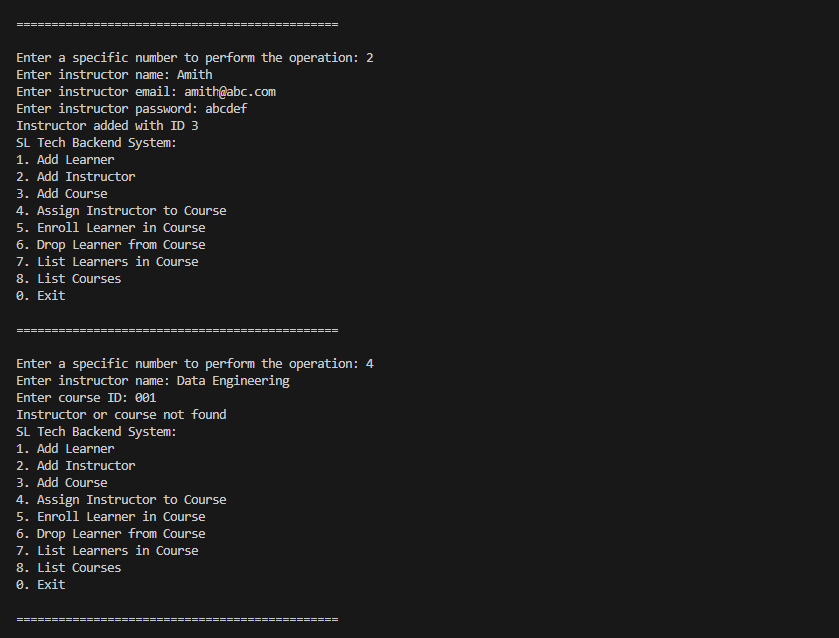 ==============================================
Enter a specific number to perform the operation: 2
Enter instructor name: Amith
Enter instructor email: amith@abc.com
Enter instructor password: abcdef
Instructor added with ID 3
SL Tech Backend System:
1. Add Learner
2. Add Instructor
3. Add Course
4. Assign Instructor to Course
5. Enroll Learner in Course
6. Drop Learner from Course
7. List Learners in Course
8. List Courses
0. Exit
==============================================
Enter a specific number to perform the operation: 4
Enter instructor name: Data Engineering
Enter course ID: 001
Instructor or course not found
SL Tech Backend System:
1. Add Learner
2. Add Instructor
3. Add Course
4. Assign Instructor to Course
5. Enroll Learner in Course
6. Drop Learner from Course
7. List Learners in Course
8. List Courses
0. Exit
==============================================